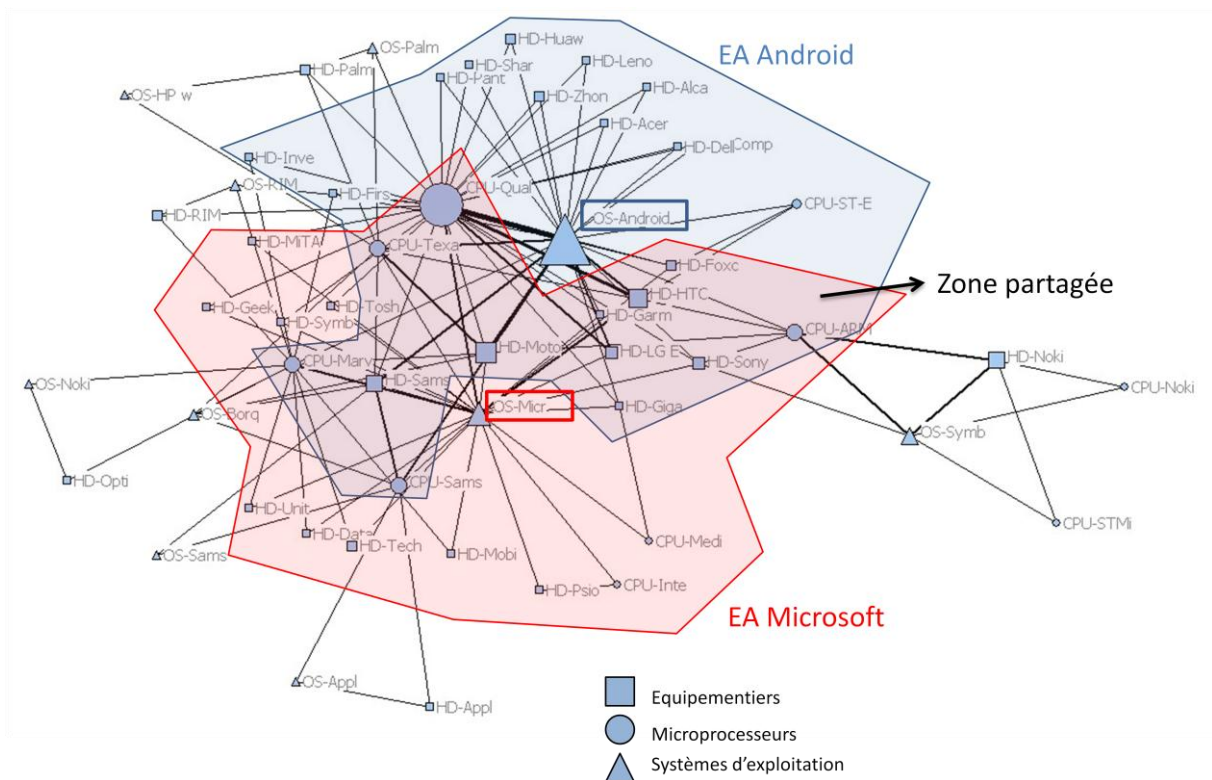 EA Android
OS-Palm
HD-Huaw
HD-Shar
HD-Leno
HD-Palm
HD-Pant
HD-Alca
OS-HP w
HD-Zhon
HD-Acer
HD-Dell
Comp
HD-Inve
OS-RIM
HD-Firs
CPU-Qual
HD-RIM
OS-Android
CPU-ST-E
HD-MiTA
CPU-Texa
HD-Foxc
Zone partagée
HD-HTC
HD-Geek
HD-Tosh
HD-Symb
HD-Garm
CPU-ARM
HD-Moto
HD-LG E
CPU-Marv
HD-Sony
HD-Noki
OS-Noki
HD-Sams
CPU-Noki
OS-Borq
OS-Micr
HD-Giga
OS-Symb
HD-Opti
CPU-Sams
HD-Unit
CPU-STMi
HD-Data
HD-Tech
OS-Sams
HD-Mobi
CPU-Medi
HD-Psio
CPU-Inte
EA Microsoft
OS-Appl
HD-Appl
Equipementiers
Microprocesseurs
Systèmes d'exploitation